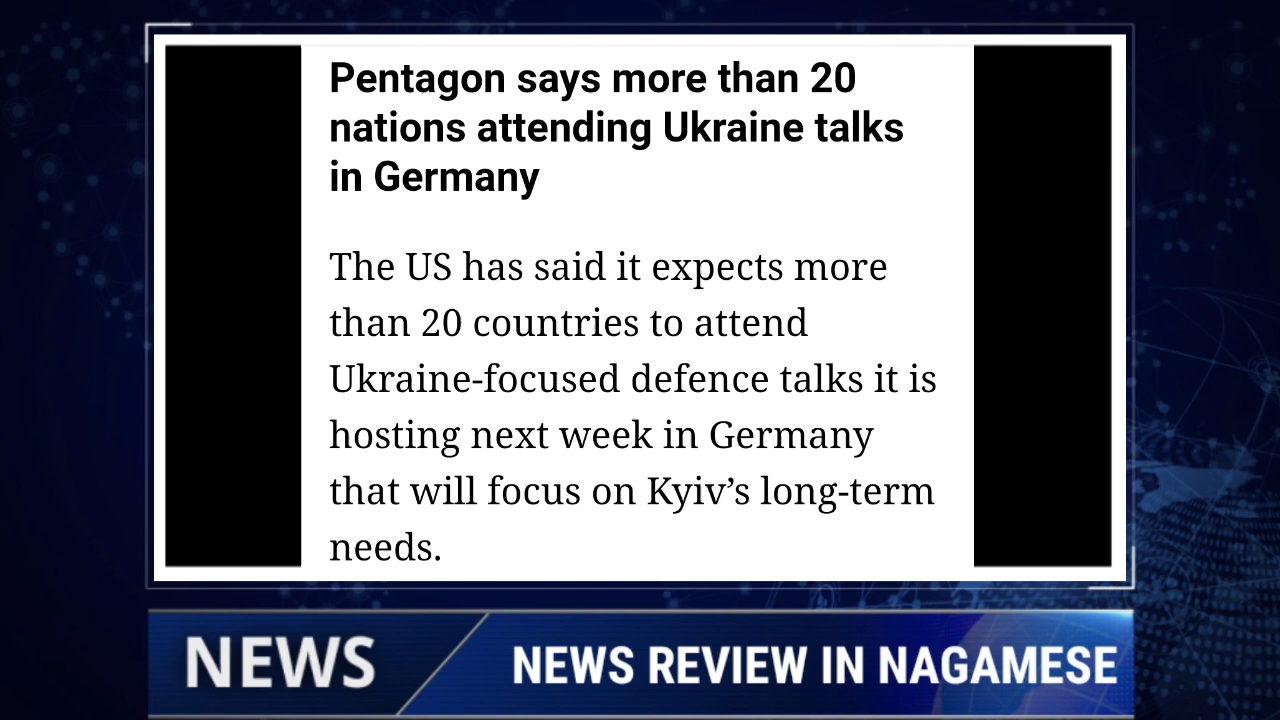 Pentagon says more than 20
nations attending Ukraine talks
in Germany
The US has said it expects more
than 20 countries to attend
Ukraine-focused defence talks it is
hosting next week in Germany
that will focus on Kyiv’s long-term
needs.
NEWS
NEWS REVIEW IN NAGAMESE